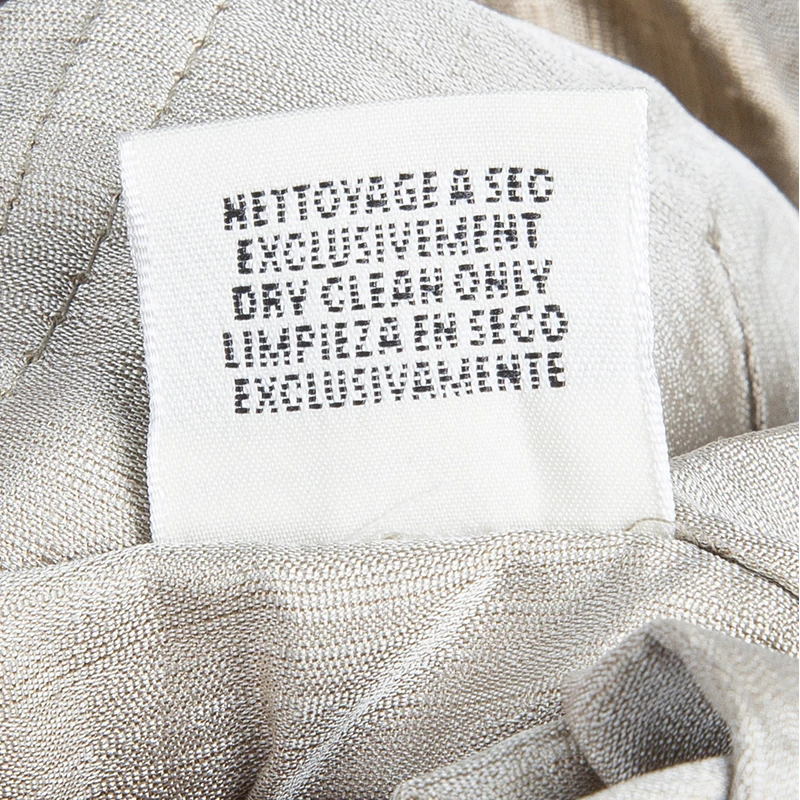 NETTOYAGE A SEC
EXCLUSIVEMENT
DRY CLEAN ONLY
LIMPIEZA EN SECO
EXCLUSIVAMENTE